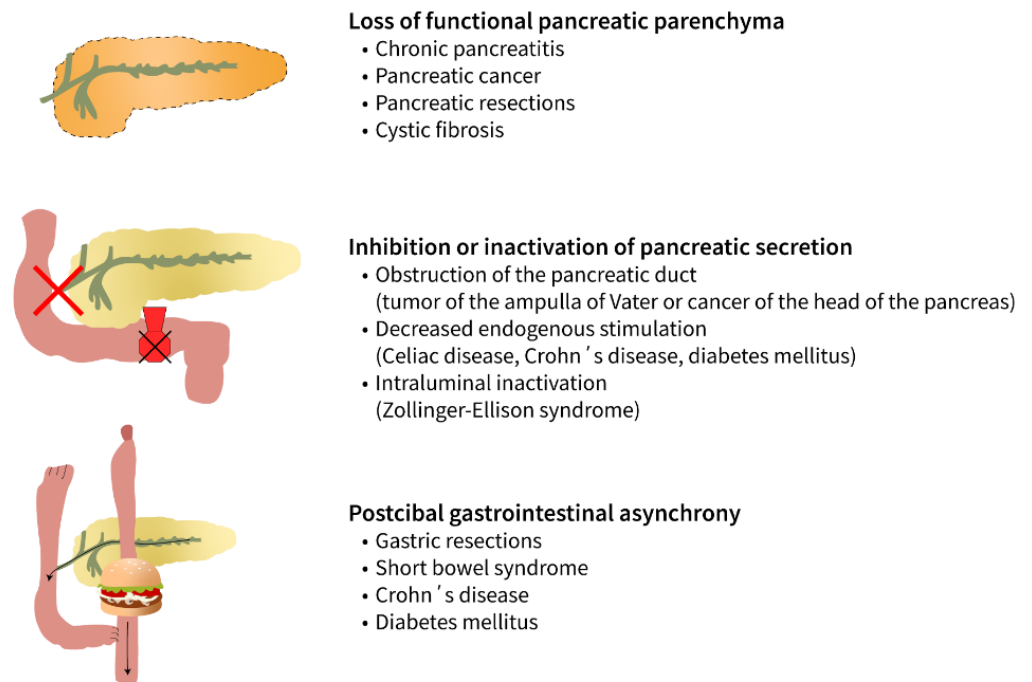 Loss of functional pancreatic parenchyma
• Chronic pancreatitis
• Pancreatic cancer
• Pancreatic resections
• Cystic fibrosis
Inhibition or inactivation of pancreatic secretion
• Obstruction of the pancreatic duct
(tumor of the ampulla of Vater or cancer of the head of the pancreas)
• Decreased endogenous stimulation
(Celiac disease, Crohn´s disease, diabetes mellitus)
• Intraluminal inactivation
(Zollinger-Ellison syndrome)
Postcibal gastrointestinal asynchrony
• Gastric resections
• Short bowel syndrome
• Crohn´s disease
• Diabetes mellitus